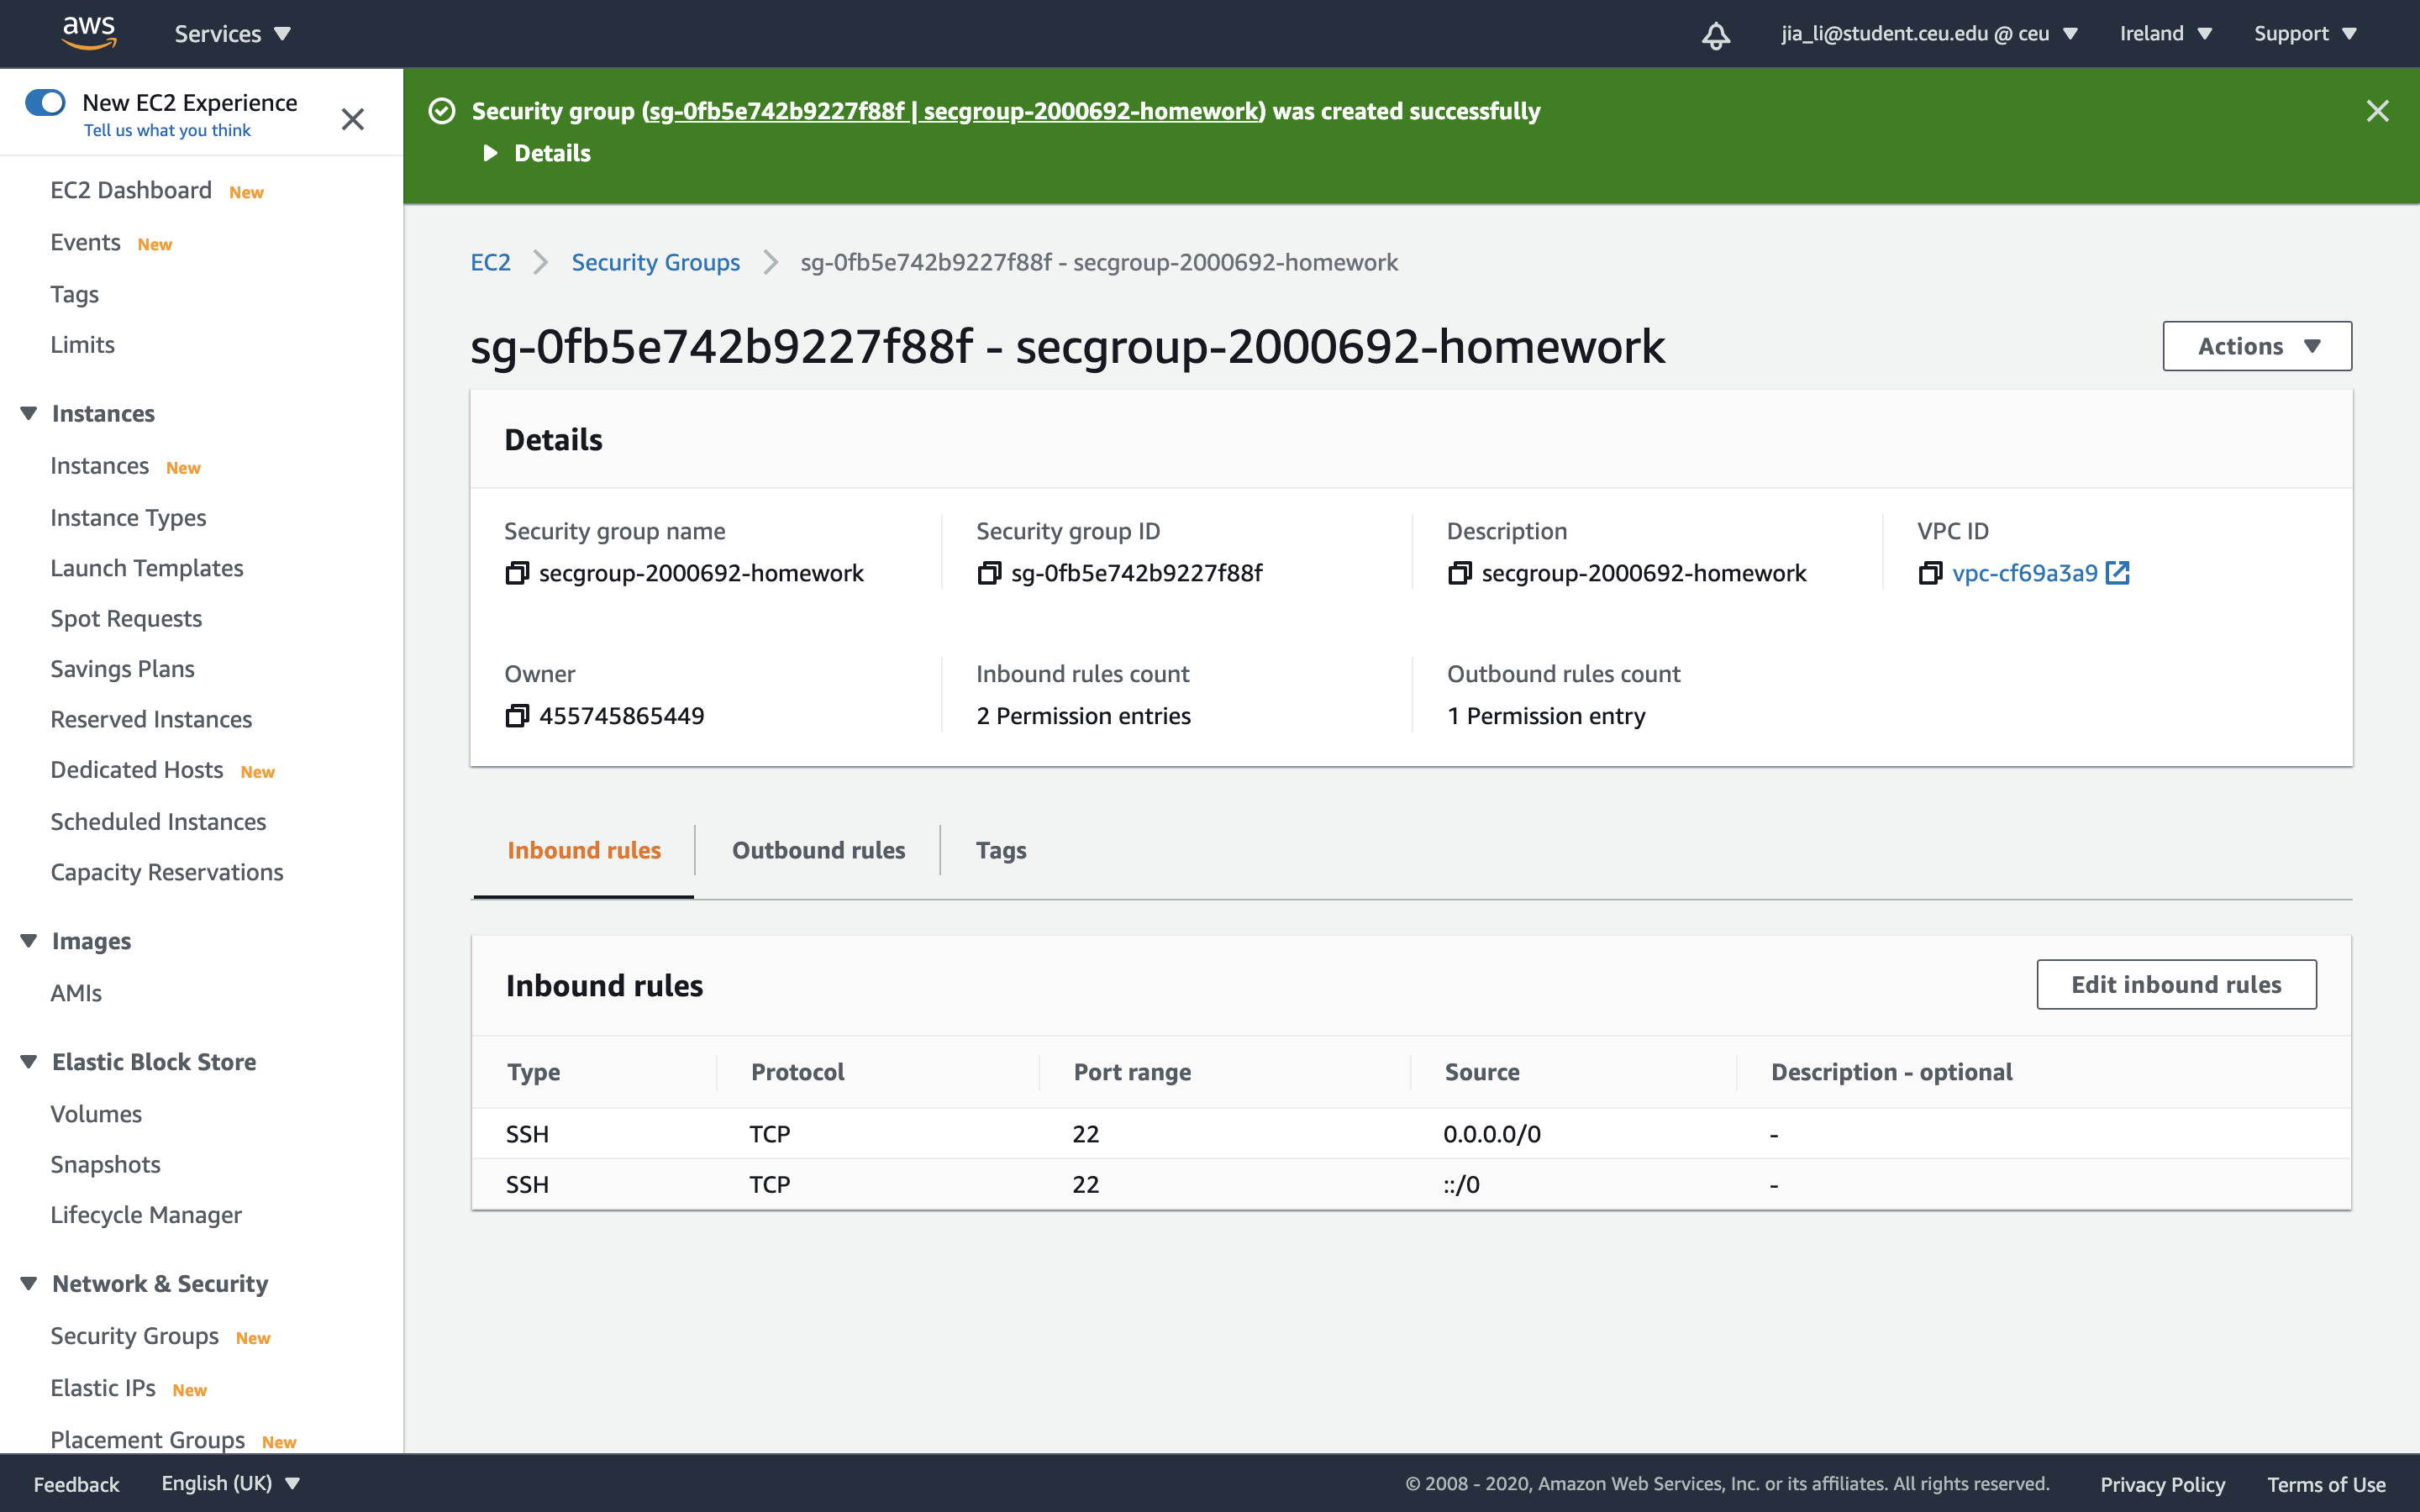 aws Services jia_li@student.ceu.edu @ ceu Ireland Support
New EC2 Experience
Tell us what you think
EC2 Dashboard New
Events New
Tags
Limits
Instances
Instances New
Instance Types
Launch Templates
Spot Requests
Savings Plans
Reserved Instances
Dedicated Hosts New
Scheduled Instances
Capacity Reservations
Images
AMIs
Elastic Block Store
Volumes
Snapshots
Lifecycle Manager
Network & Security
Security Groups New
Elastic IPs New
Placement Groups New
Security group (sg-0fb5e742b9227f88f | secgroup-2000692-homework) was created successfully
Details
EC2 Security Groups sg-0fb5e742b9227f88f - secgroup-2000692-homework
sg-0fb5e742b9227f88f - secgroup-2000692-homework
Actions
Details
Security group name Security group ID Description VPC ID
secgroup-2000692-homework sg-0fb5e742b9227f88f secgroup-2000692-homework vpc-cf69a3a9
Owner Inbound rules count Outbound rules count
455745865449 2 Permission entries 1 Permission entry
Inbound rules Outbound rules Tags
Inbound rules Edit inbound rules
Type Protocol Port range Source Description - optional
SSH TCP 22 0.0.0.0/0 -
SSH TCP 22 ::/0 -
Feedback English (UK) © 2008 - 2020, Amazon Web Services, Inc. or its affiliates. All rights reserved. Privacy Policy Terms of Use